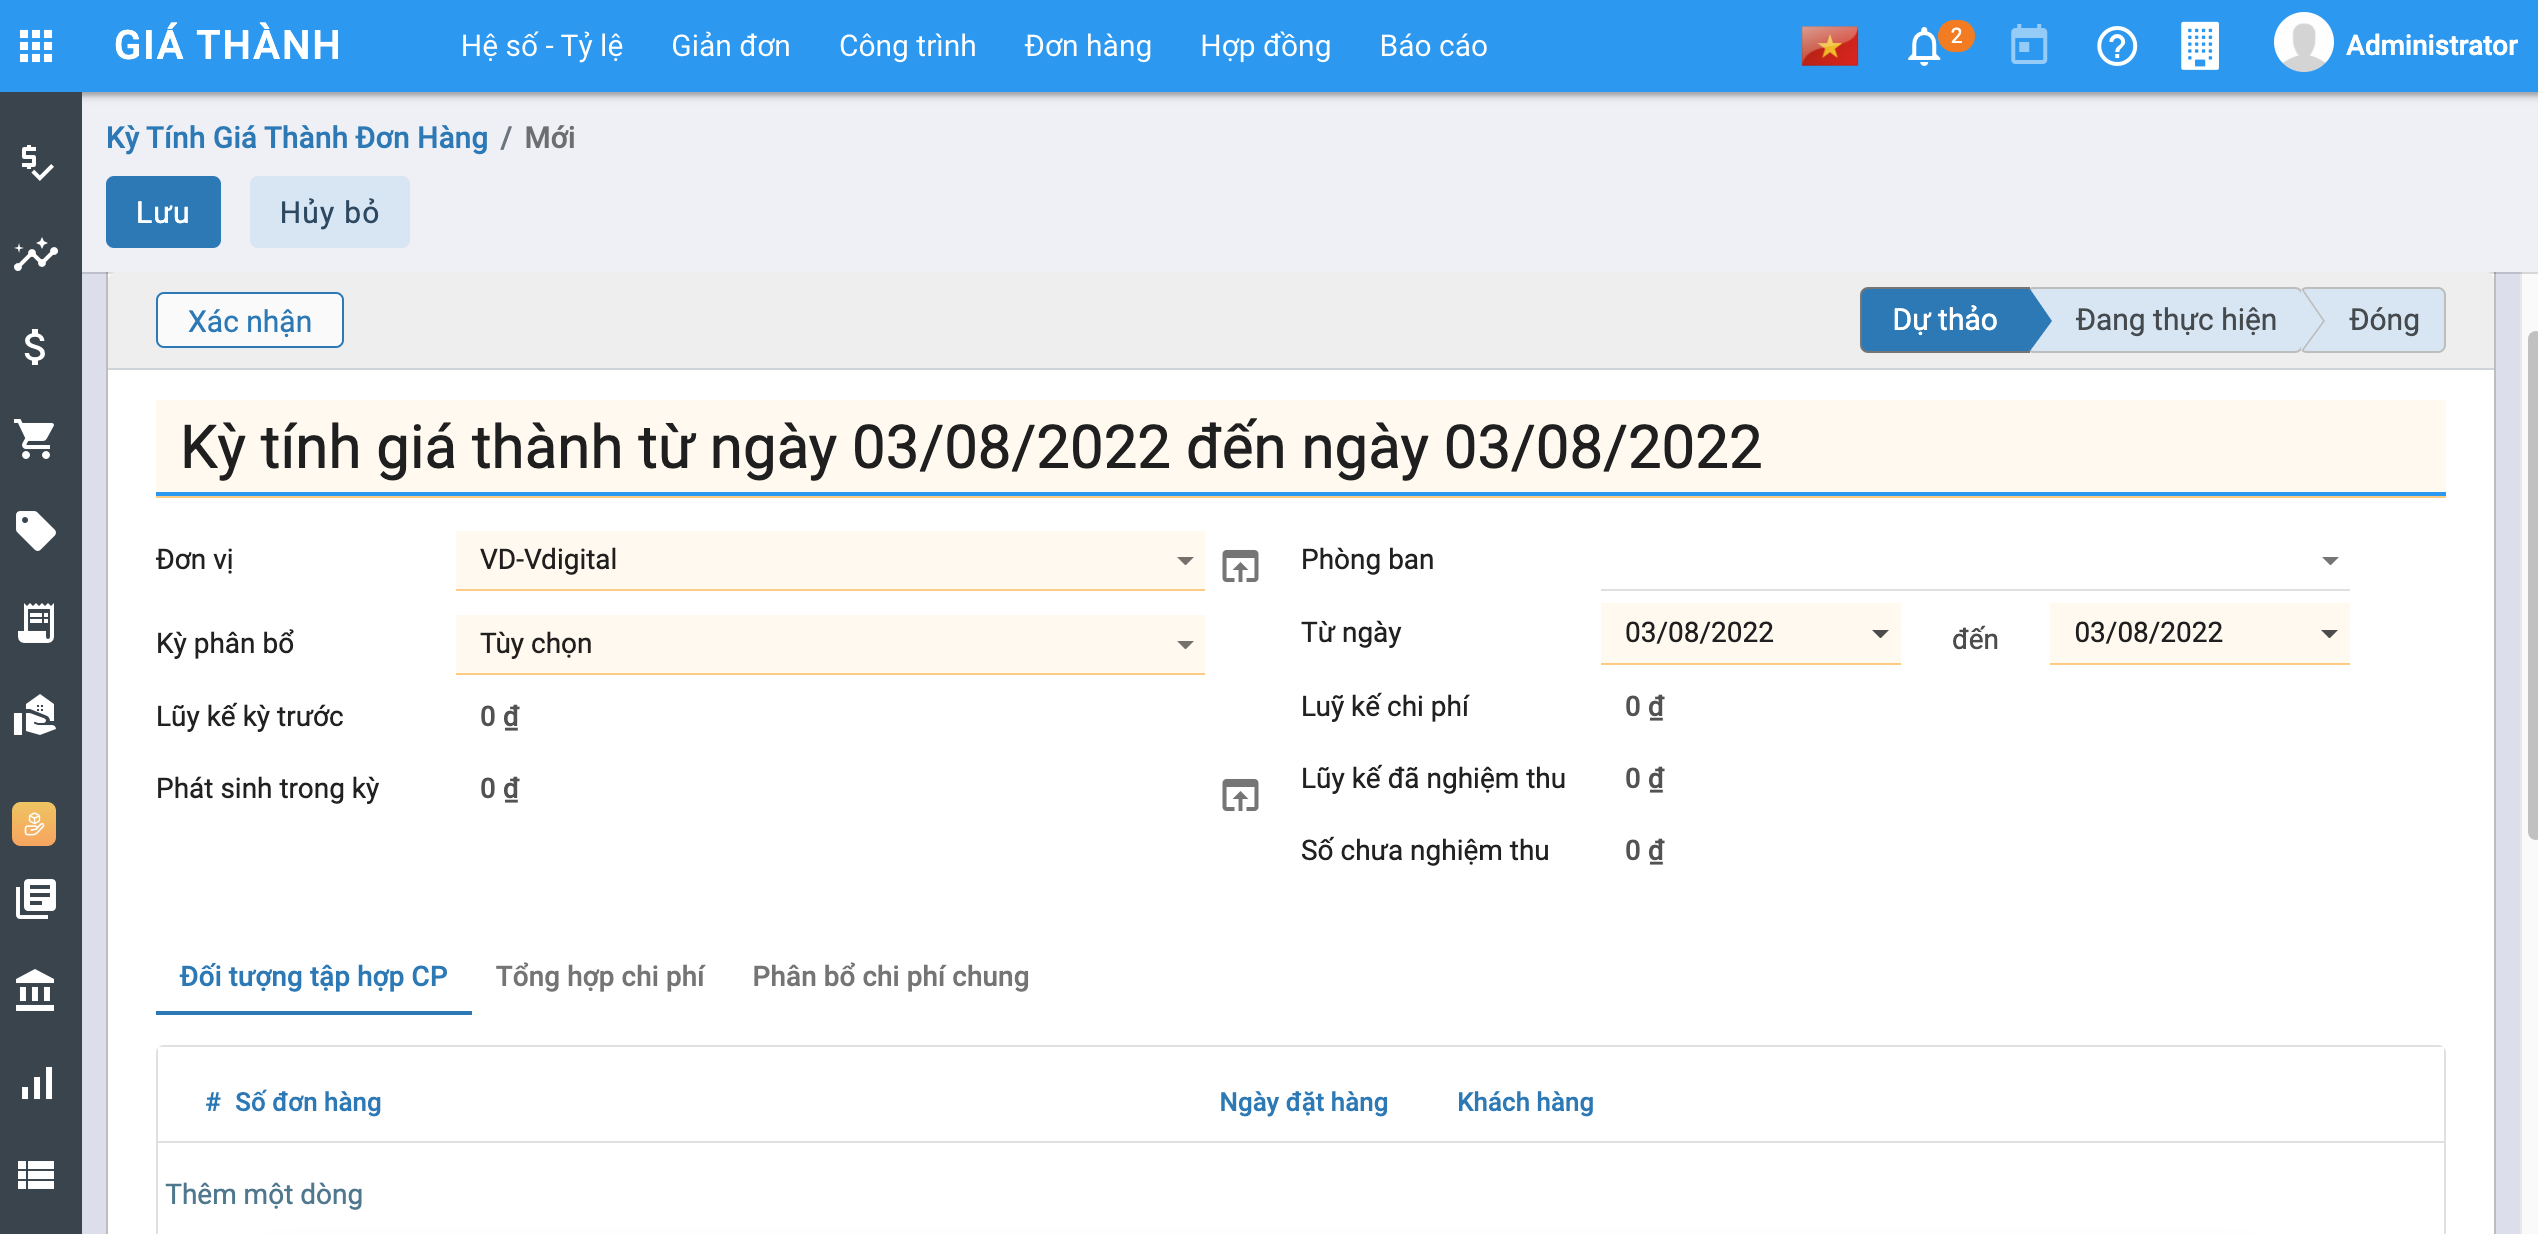 GIÁ THÀNH
Hệ số - Tỷ lệ
Giản đơn
Công trình
Đơn hàng
Hợp đồng
Báo cáo
2
Administrator
Kỳ Tính Giá Thành Đơn Hàng / Mới
Lưu
Hủy bỏ
Xác nhận
Dự thảo
Đang thực hiện
Đóng
Kỳ tính giá thành từ ngày 03/08/2022 đến ngày 03/08/2022
Đơn vị
VD-Vdigital
Kỳ phân bổ
Tùy chọn
Lũy kế kỳ trước
0 ₫
Phát sinh trong kỳ
0 ₫
Phòng ban
Từ ngày
03/08/2022
đến
03/08/2022
Luỹ kế chi phí
0 ₫
Lũy kế đã nghiệm thu
0 ₫
Số chưa nghiệm thu
0 ₫
Đối tượng tập hợp CP
Tổng hợp chi phí
Phân bổ chi phí chung
# Số đơn hàng
Ngày đặt hàng
Khách hàng
Thêm một dòng